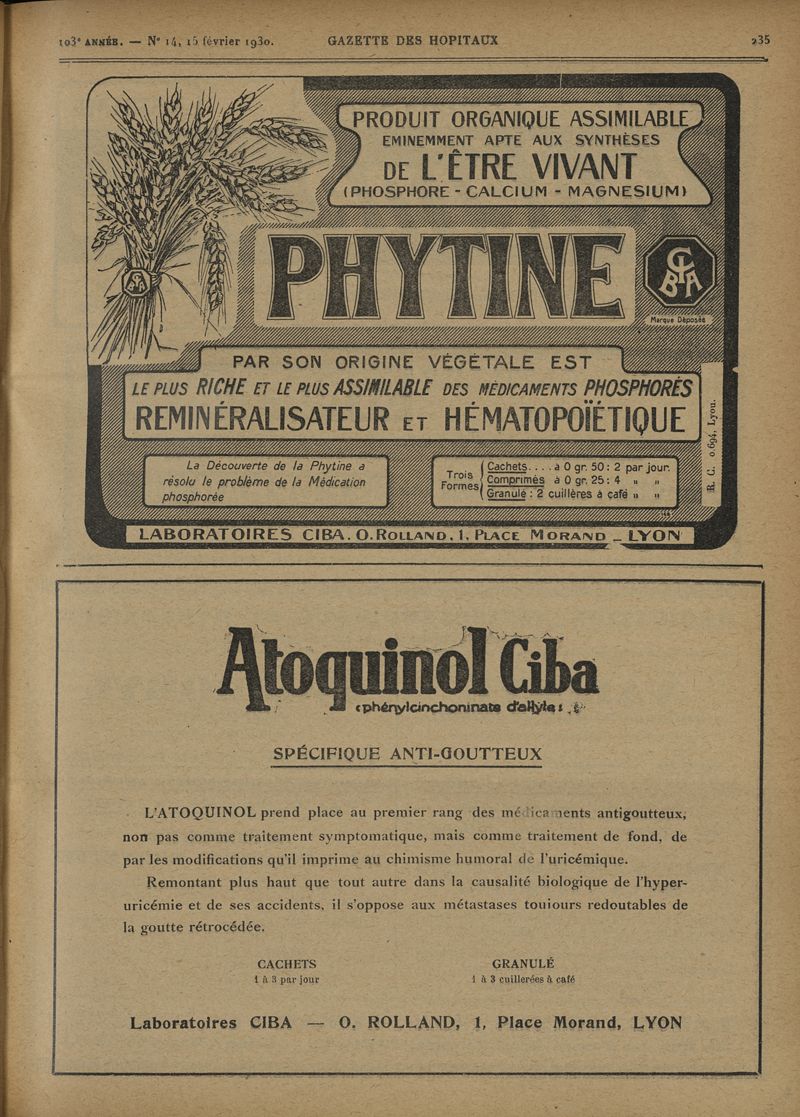 103e ANNÉE. — N° 14, 15 février 1930.
GAZETTE DES HOPITAUX
235
PRODUIT ORGANIQUE ASSIMILABLE
EMINEMMENT APTE AUX SYNTHÈSES
DE L'ÊTRE VIVANT
(PHOSPHORE - CALCIUM - MAGNESIUM)
PHYTINE
CIBA
CIBA
Marque Déposée
PAR SON ORIGINE VÉGÉTALE EST
LE PLUS RICHE ET LE PLUS ASSIMILABLE DES MÉDICAMENTS PHOSPHORÉS
REMINÉRALISATEUR ET HÉMATOPOÏÉTIQUE
R. C. 0.694, Lyon.
La Découverte de la Phytine a
résolu le problème de la Médication
phosphorée
Trois Formes
Cachets.... à 0 gr. 50 : 2 par jour.
Comprimés à 0 gr. 25 : 4 " "
Granulé : 2 cuillères à café " "
LABORATOIRES CIBA. O. ROLLAND. 1, PLACE MORAND _ LYON
Atoquinol Ciba
(phénylcinchoninate d'allyle)
SPÉCIFIQUE ANTI-GOUTTEUX
L'ATOQUINOL prend place au premier rang des médicaments antigoutteux,
non pas comme traitement symptomatique, mais comme traitement de fond, de
par les modifications qu'il imprime au chimisme humoral de l'uricémique.
Remontant plus haut que tout autre dans la causalité biologique de l'hyper-
uricémie et de ses accidents, il s'oppose aux métastases toujours redoutables de
la goutte rétrocédée.
CACHETS
1 à 3 par jour
GRANULÉ
1 à 3 cuillerées à café
Laboratoires CIBA — O. ROLLAND, 1, Place Morand, LYON